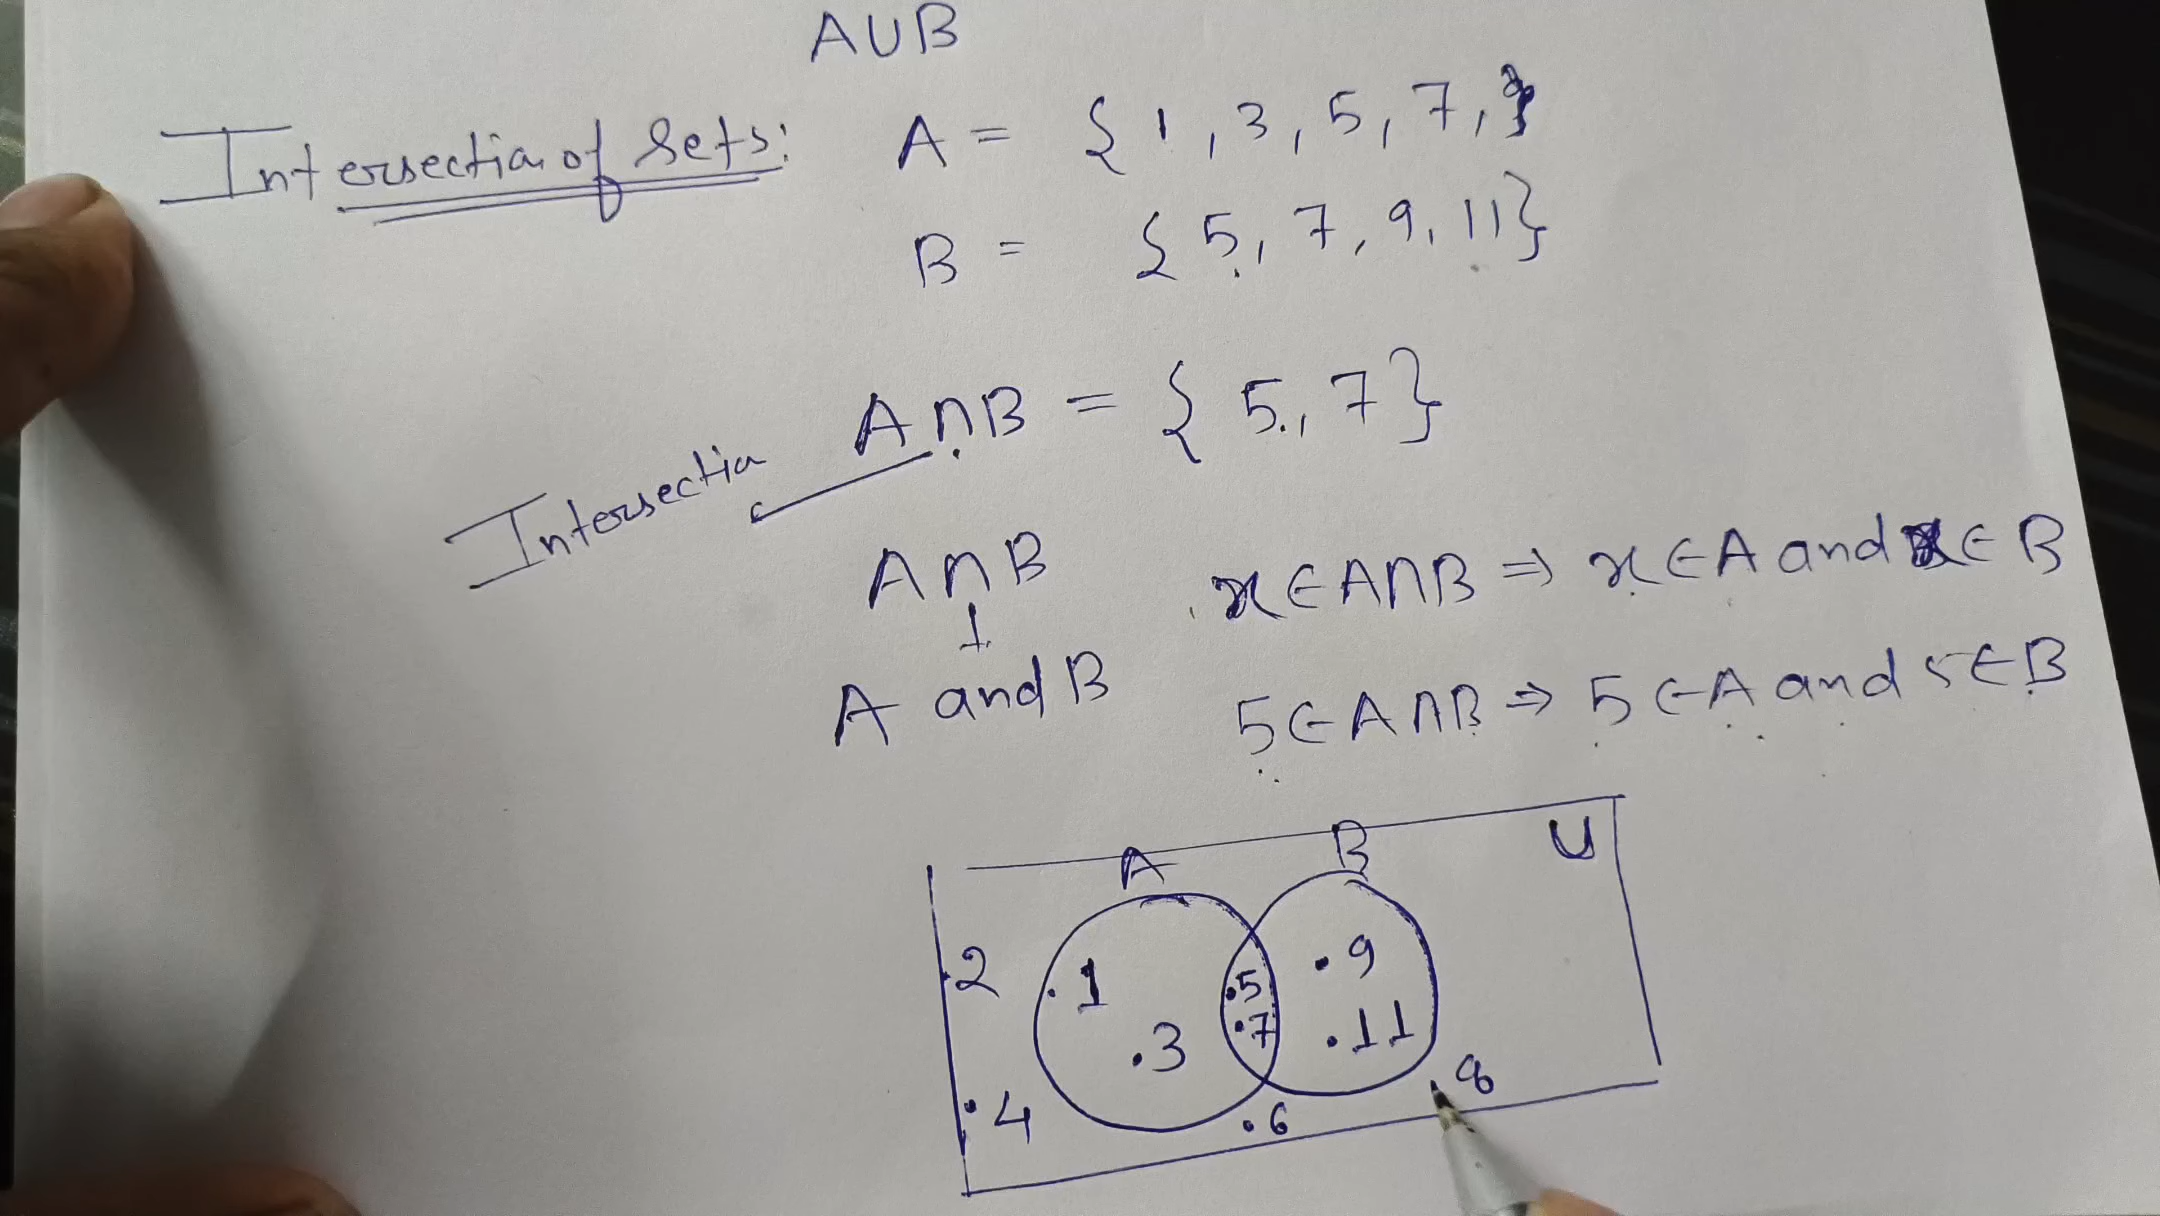 A∪B
Intersection of Sets: A = { 1, 3, 5, 7, }
B = { 5, 7, 9, 11}
A∩B = { 5, 7}
Intersection
A∩B x∈A∩B ⇒ x∈A and x∈B
A and B 5∈A∩B ⇒ 5∈A and 5∈B
A B U
2 .1 .5 .9
.3 .7 .11
.4 .6 8